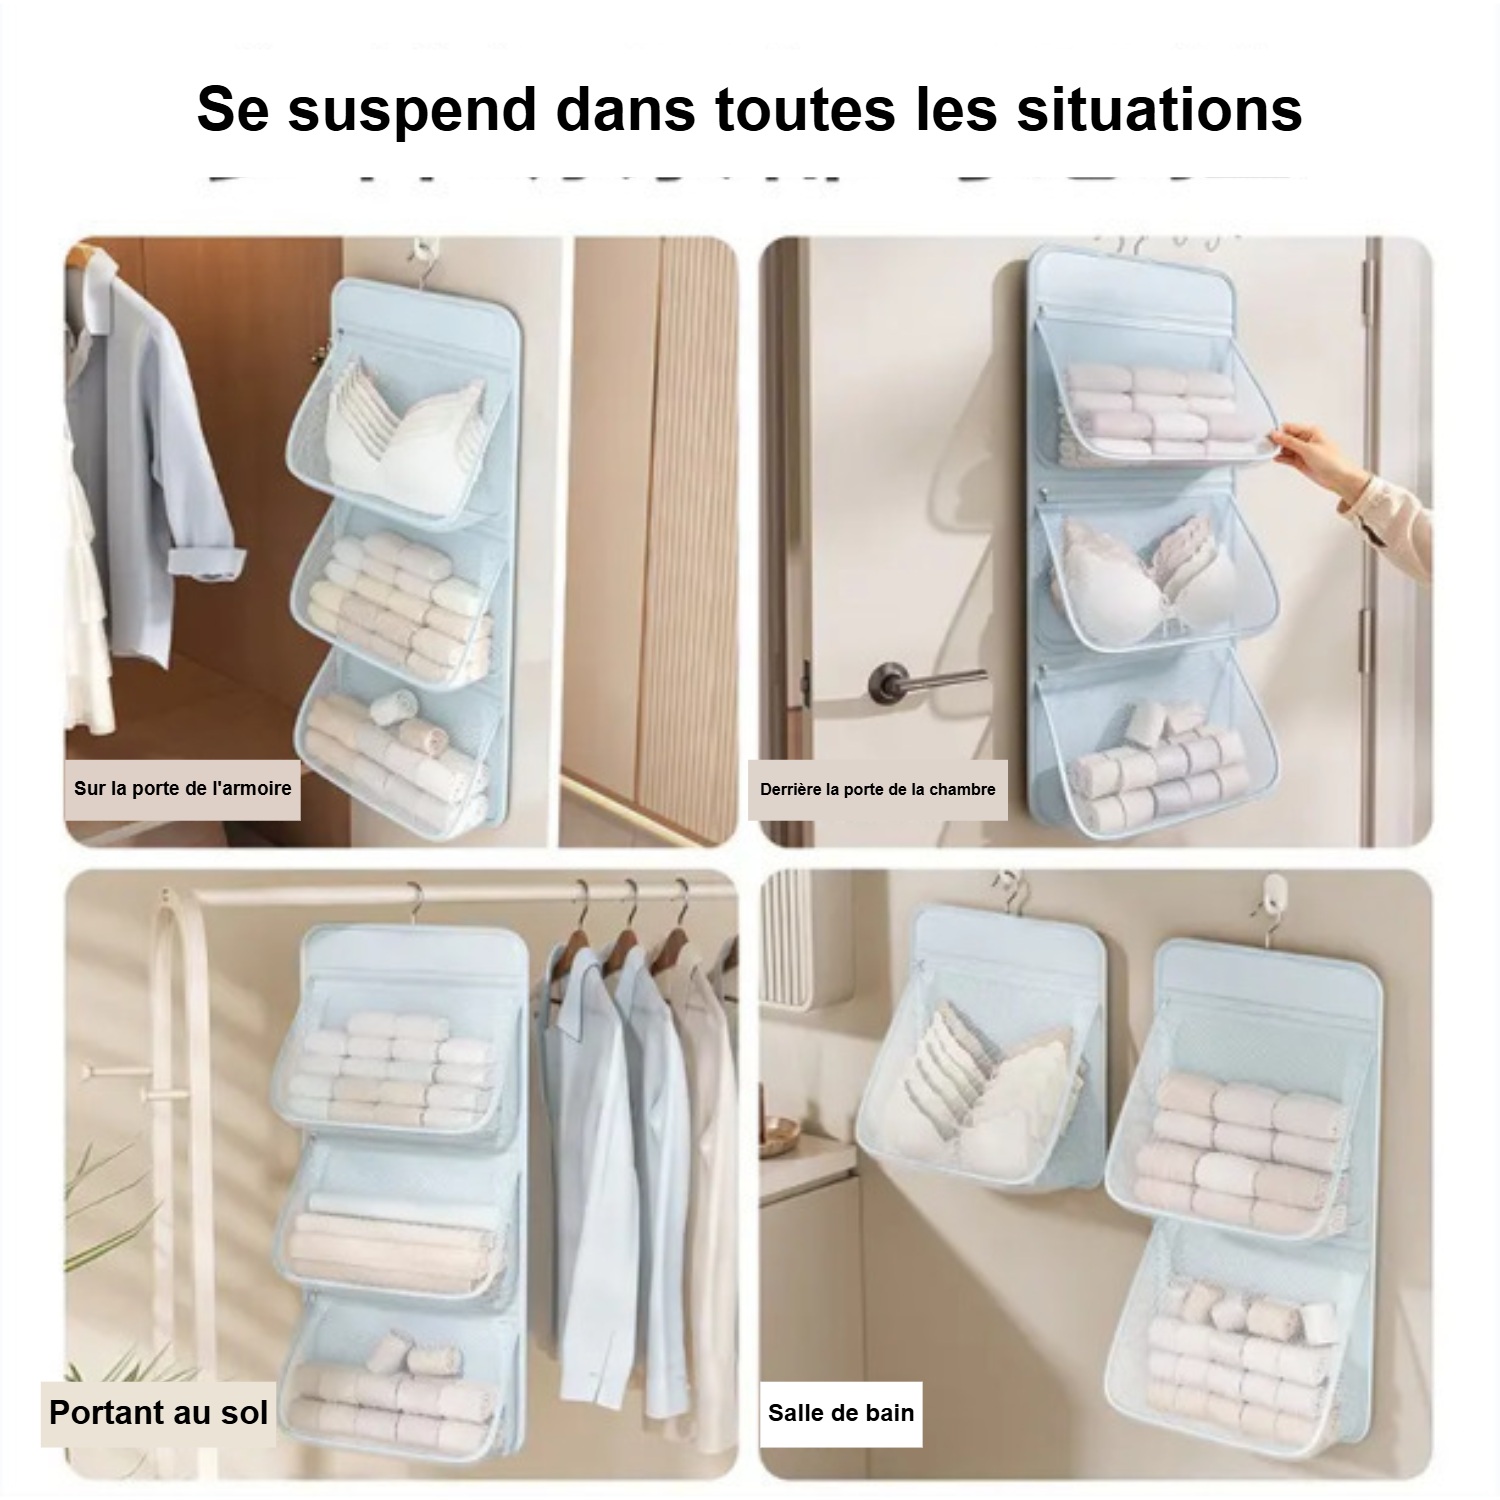 Se suspend dans toutes les situations
Sur la porte de l'armoire
Derrière la porte de la chambre
Portant au sol
Salle de bain